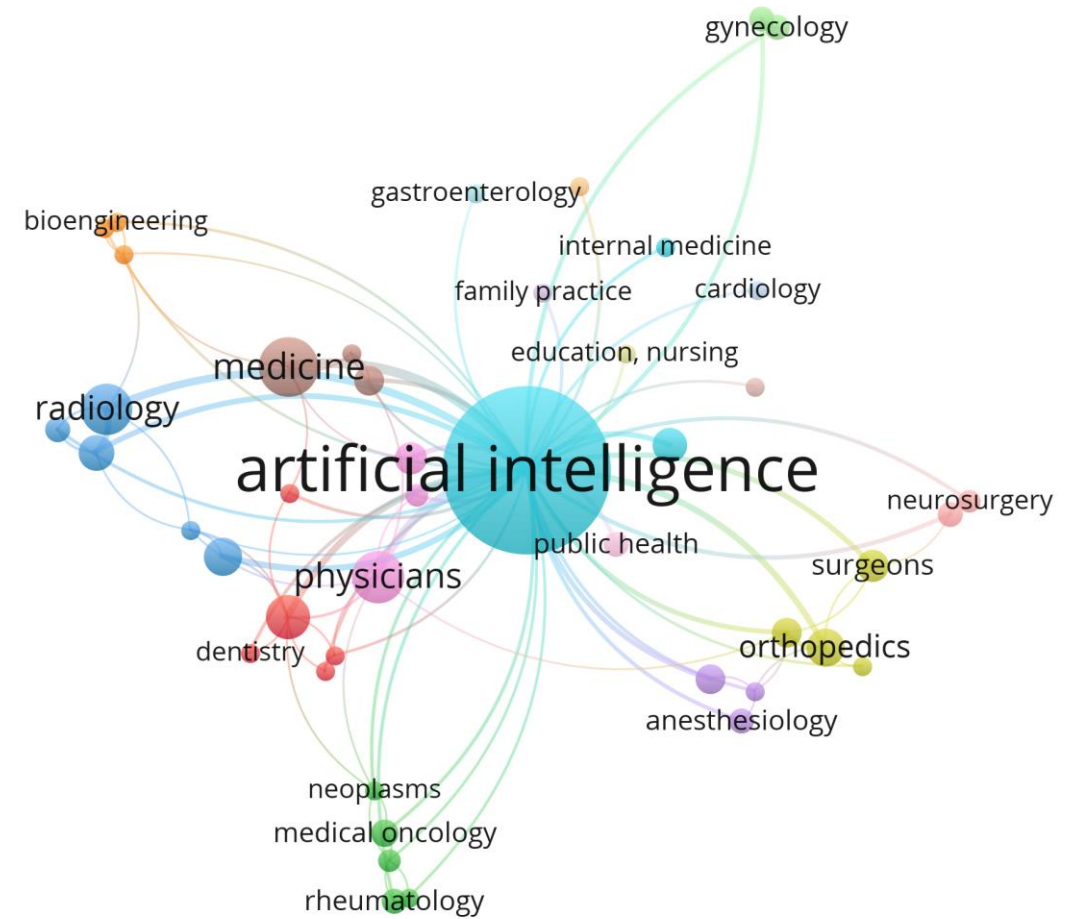 gynecology
gastroenterology
bioengineering
internal medicine
family practice
cardiology
education, nursing
medicine
radiology
artificial intelligence
neurosurgery
public health
surgeons
physicians
orthopedics
dentistry
anesthesiology
neoplasms
medical oncology
rheumatology